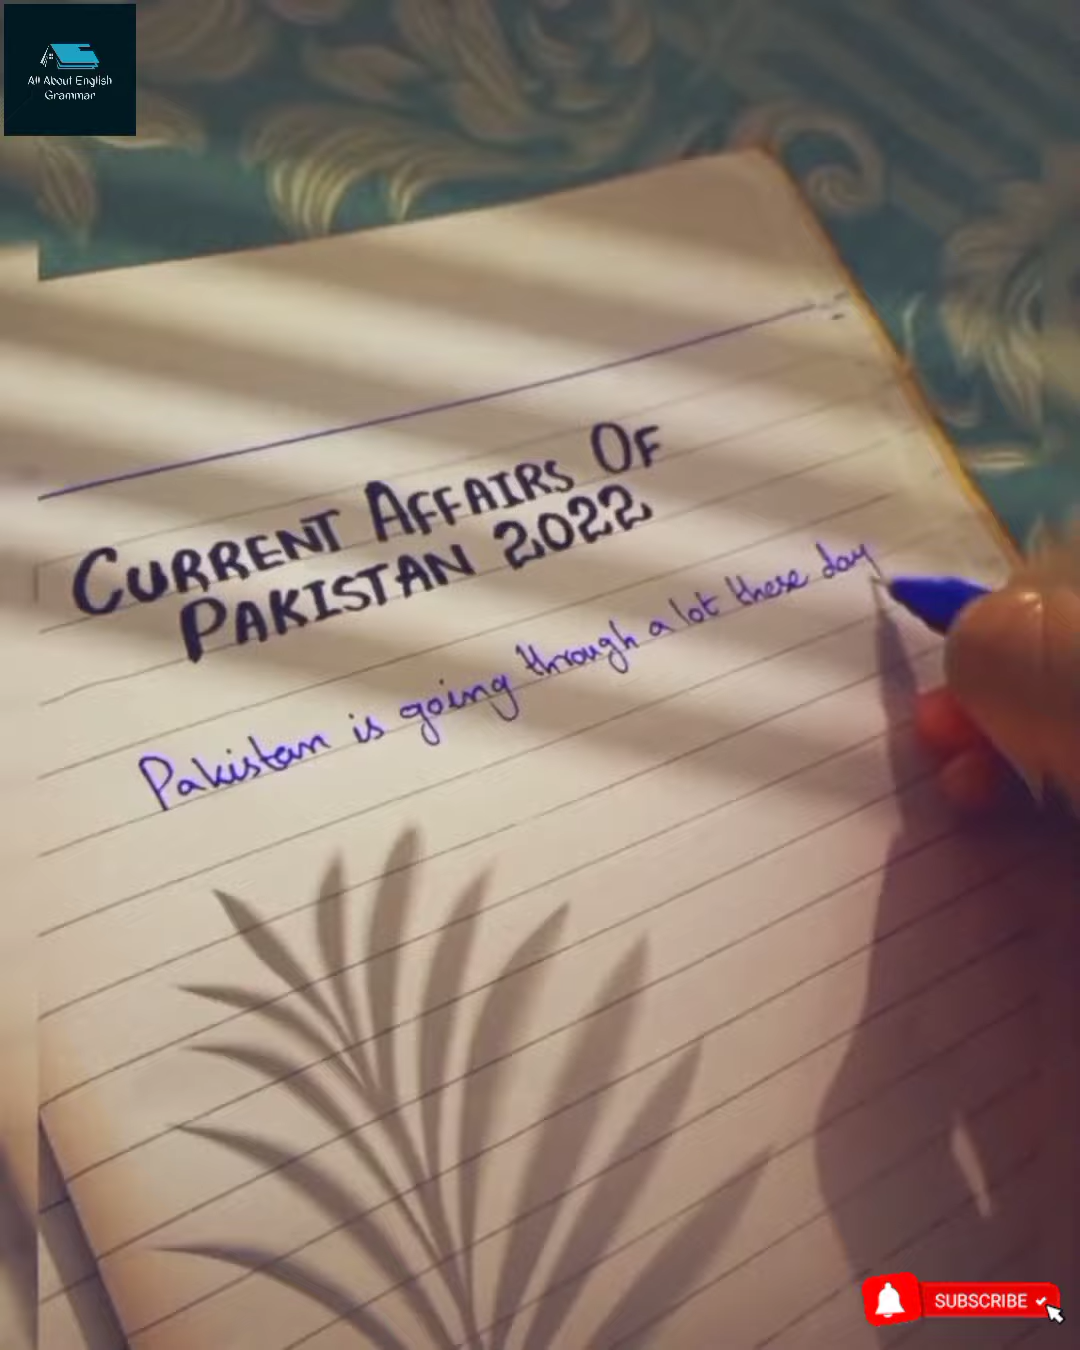 All About English
Grammar
CURRENT AFFAIRS OF
PAKISTAN 2022
Pakistan is going through a lot these day
SUBSCRIBE